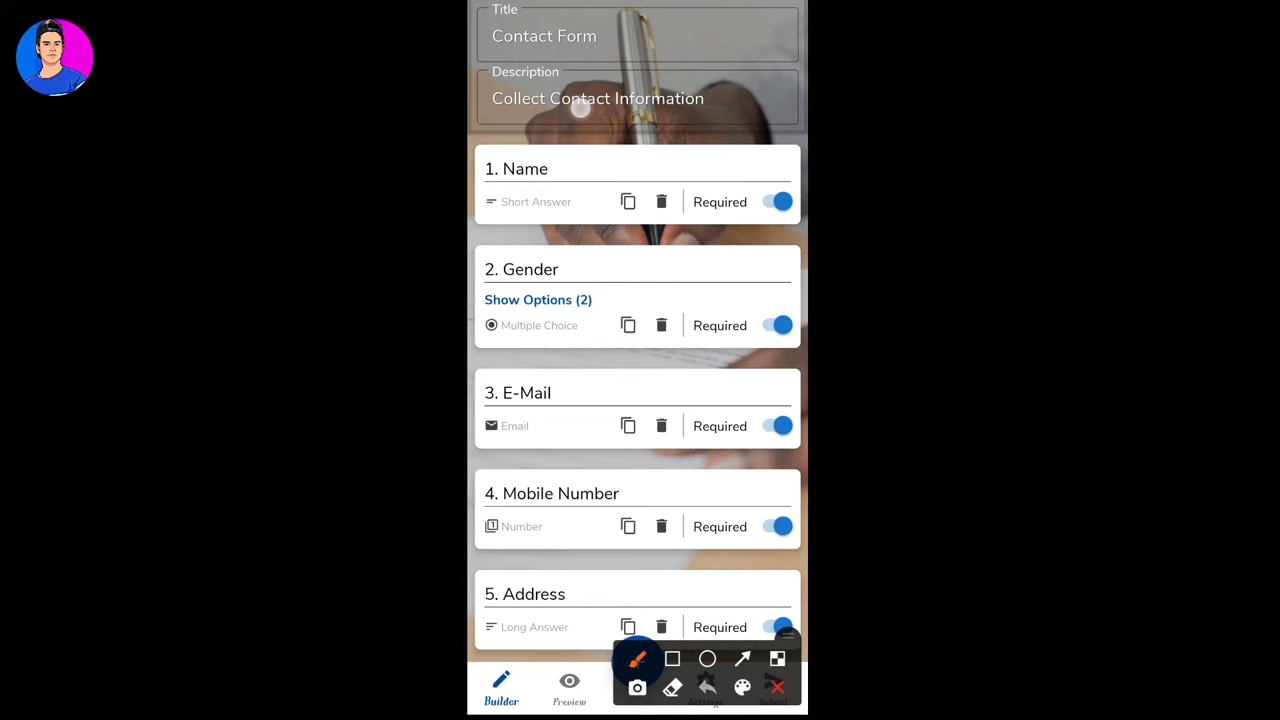 Title
Contact Form
Description
Collect Contact Information
1. Name
Short Answer
Required
2. Gender
Show Options (2)
Multiple Choice
Required
3. E-Mail
Email
Required
4. Mobile Number
Number
Required
5. Address
Long Answer
Required
Builder
Preview
Settings
Submit